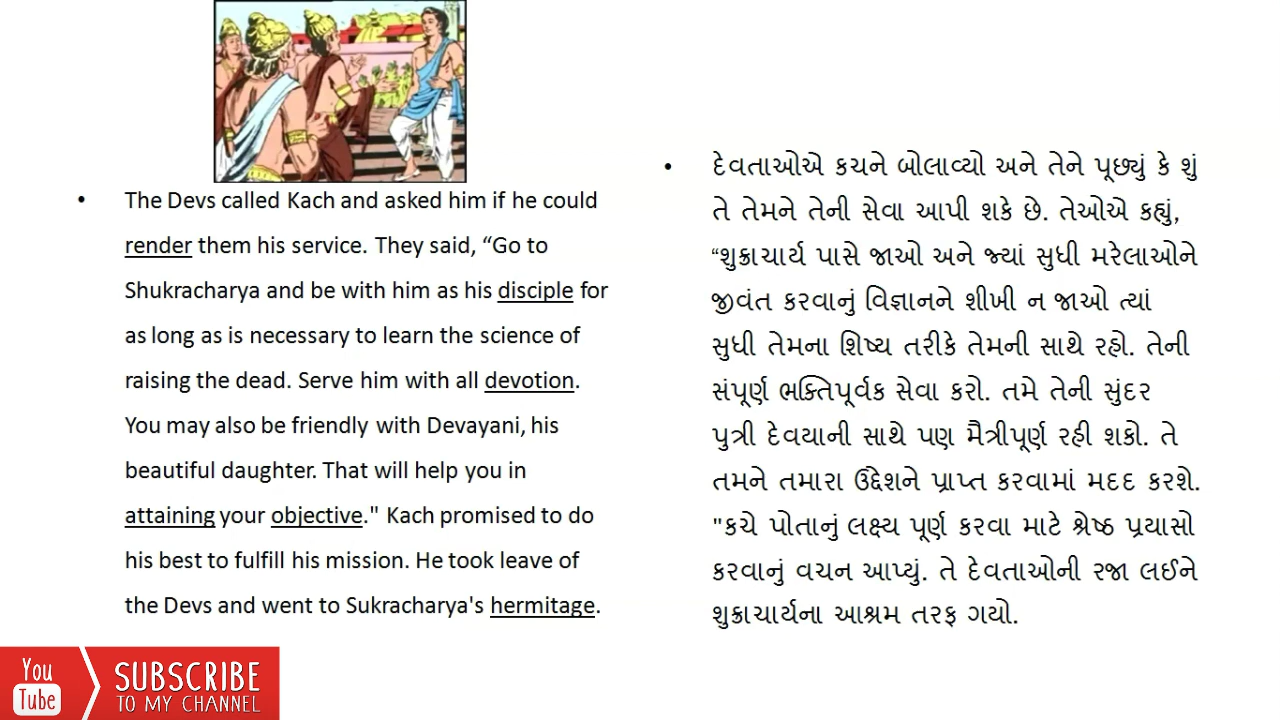 • The Devs called Kach and asked him if he could
render them his service. They said, “Go to
Shukracharya and be with him as his disciple for
as long as is necessary to learn the science of
raising the dead. Serve him with all devotion.
You may also be friendly with Devayani, his
beautiful daughter. That will help you in
attaining your objective." Kach promised to do
his best to fulfill his mission. He took leave of
the Devs and went to Sukracharya's hermitage.
• દેવતાઓએ કચને બોલાવ્યો અને તેને પૂછ્યું કે શું
તે તેમને તેની સેવા આપી શકે છે. તેઓએ કહ્યું,
“શુક્રાચાર્ય પાસે જાઓ અને જ્યાં સુધી મરેલાઓને
જીવંત કરવાનું વિજ્ઞાનને શીખી ન જાઓ ત્યાં
સુધી તેમના શિષ્ય તરીકે તેમની સાથે રહો. તેની
સંપૂર્ણ ભક્તિપૂર્વક સેવા કરો. તમે તેની સુંદર
પુત્રી દેવયાની સાથે પણ મૈત્રીપૂર્ણ રહી શકો. તે
તમને તમારા ઉદ્દેશને પ્રાપ્ત કરવામાં મદદ કરશે.
"કચે પોતાનું લક્ષ્ય પૂર્ણ કરવા માટે શ્રેષ્ઠ પ્રયાસો
કરવાનું વચન આપ્યું. તે દેવતાઓની રજા લઈને
શુક્રાચાર્યના આશ્રમ તરફ ગયો.
You
Tube
SUBSCRIBE
TO MY CHANNEL